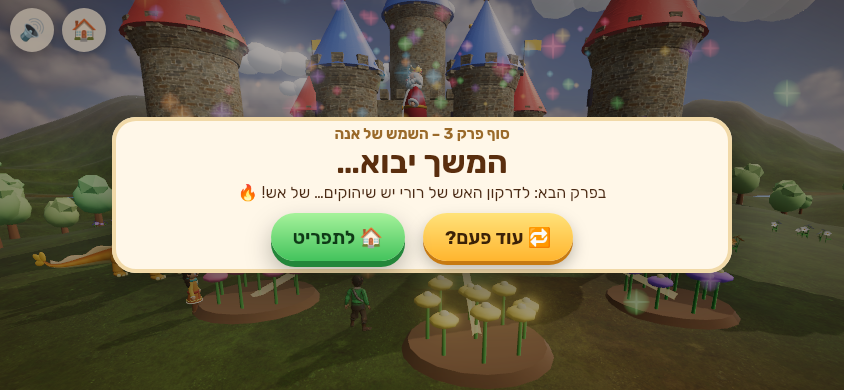 סוף פרק 3 – השמש של אנה
המשך יבוא...
בפרק הבא: לדרקון האש של רורי יש שיהוקים... של אש! 🔥
🔁 עוד פעם?
🏠 לתפריט